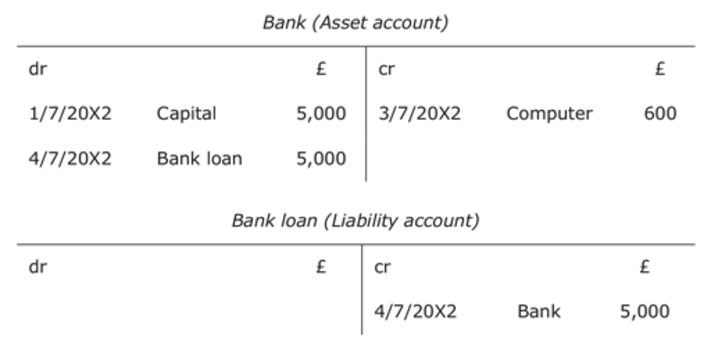 Bank (Asset account)
dr £ cr £
1/7/20X2 Capital 5,000 3/7/20X2 Computer 600
4/7/20X2 Bank loan 5,000
Bank loan (Liability account)
dr £ cr £
4/7/20X2 Bank 5,000